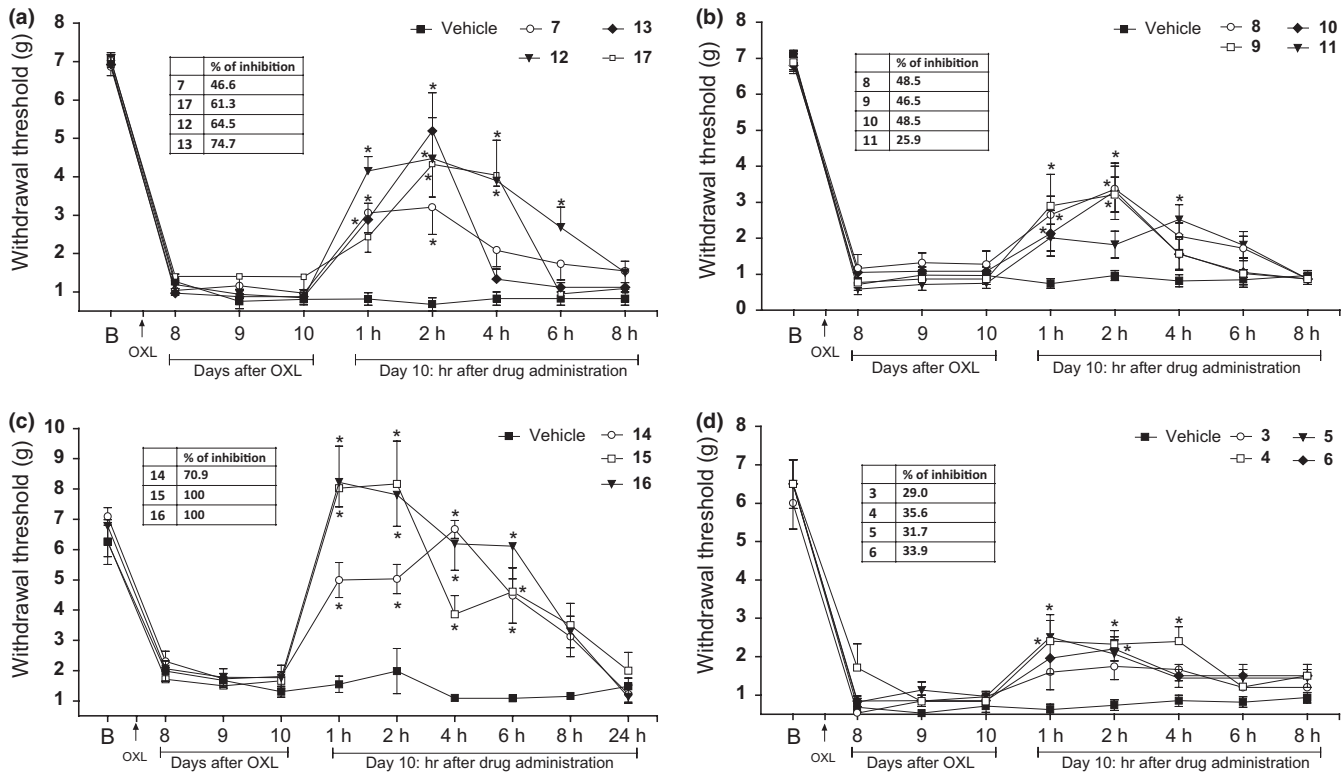 (a)
Withdrawal threshold (g)
8
7
6
5
4
3
2
1
Vehicle 7 13
12 17
% of inhibition
7 46.6
17 61.3
12 64.5
13 74.7
* * * * * * * * * *
B 8 9 10 1 h 2 h 4 h 6 h 8 h
OXL
Days after OXL Day 10: hr after drug administration
(b)
Withdrawal threshold (g)
8
7
6
5
4
3
2
1
0
Vehicle 8 10
9 11
% of inhibition
8 48.5
9 46.5
10 48.5
11 25.9
* * * * * * *
B 8 9 10 1 h 2 h 4 h 6 h 8 h
OXL
Days after OXL Day 10: hr after drug administration
(c)
Withdrawal threshold (g)
10
9
8
7
6
5
4
3
2
1
Vehicle 14
15
16
% of inhibition
14 70.9
15 100
16 100
* * * * * * * * * * * *
B 8 9 10 1 h 2 h 4 h 6 h 8 h 24 h
OXL
Days after OXL Day 10: hr after drug administration
(d)
Withdrawal threshold (g)
8
7
6
5
4
3
2
1
Vehicle 3 5
4 6
% of inhibition
3 29.0
4 35.6
5 31.7
6 33.9
* * * * *
B 8 9 10 1 h 2 h 4 h 6 h 8 h
OXL
Days after OXL Day 10: hr after drug administration